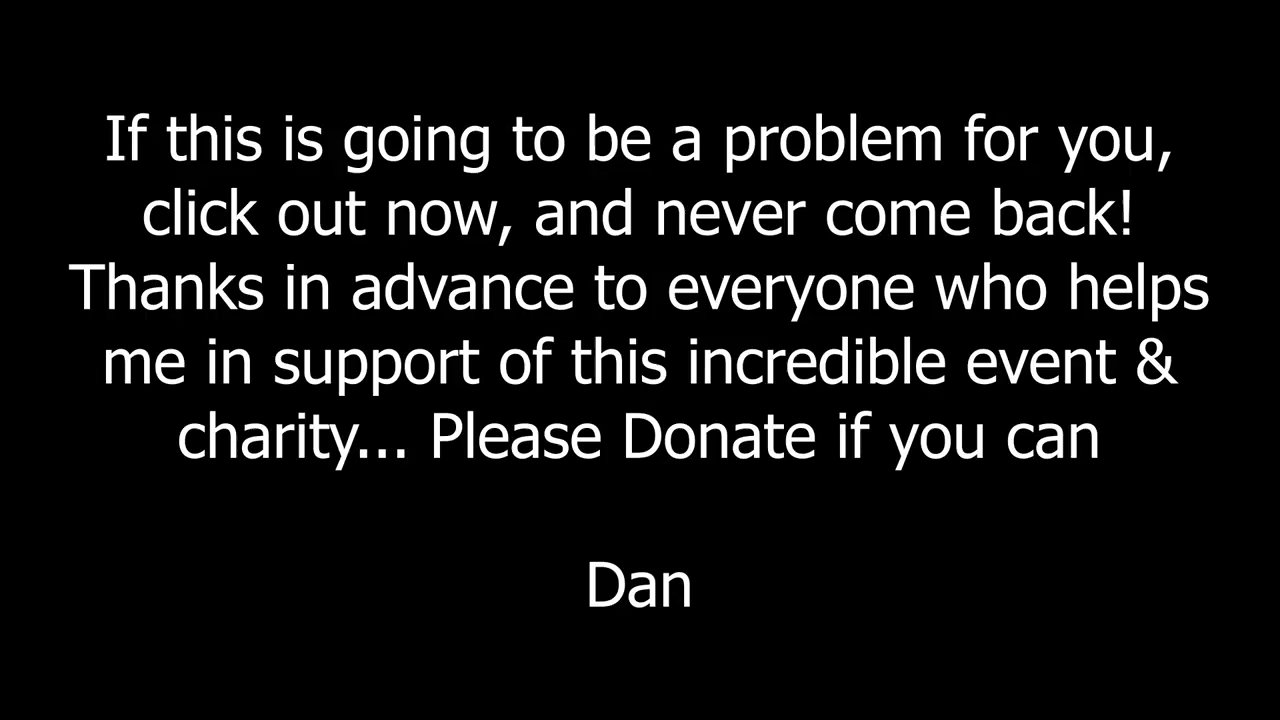 If this is going to be a problem for you,
click out now, and never come back!
Thanks in advance to everyone who helps
me in support of this incredible event &
charity... Please Donate if you can
Dan